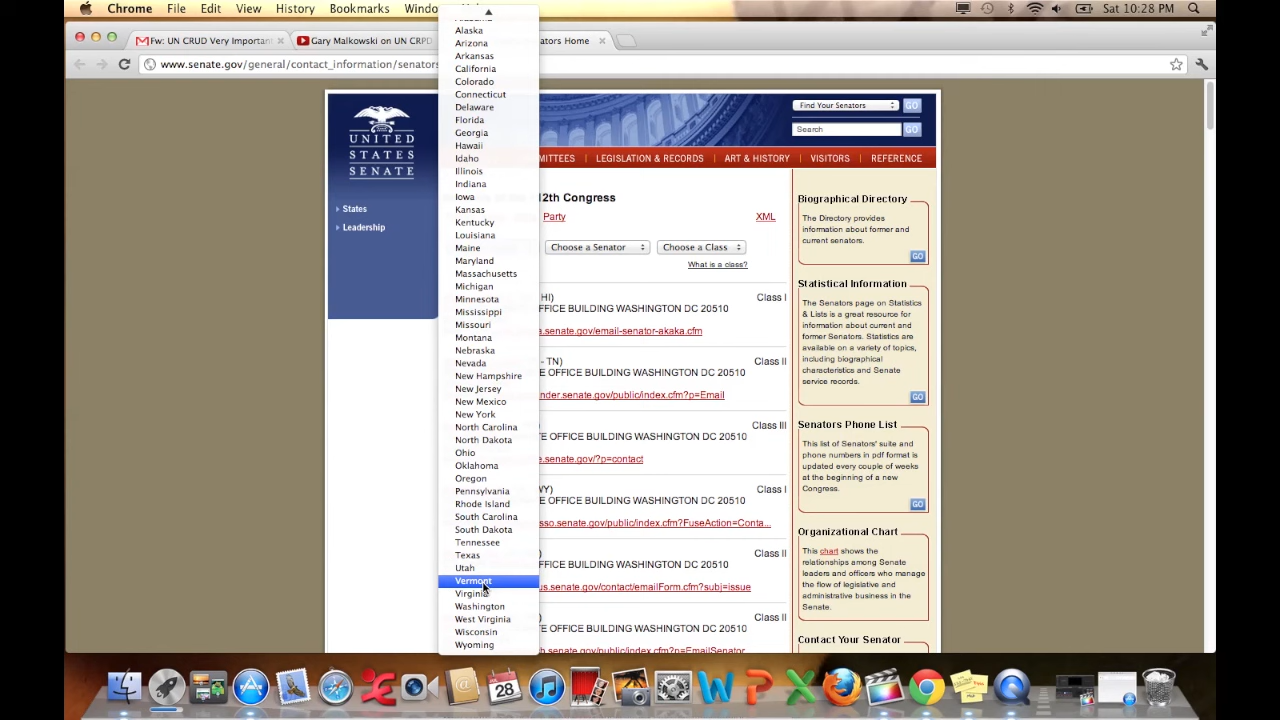 Chrome File Edit View History Bookmarks Window
Sat 10:28 PM
Fw: UN CRUD Very Important
Gary Malkowski on UN CRPD
ators Home
www.senate.gov/general/contact_information/senators
Alaska
Arizona
Arkansas
California
Colorado
Connecticut
Delaware
Florida
Georgia
Hawaii
Idaho
Illinois
Indiana
Iowa
Kansas
Kentucky
Louisiana
Maine
Maryland
Massachusetts
Michigan
Minnesota
Mississippi
Missouri
Montana
Nebraska
Nevada
New Hampshire
New Jersey
New Mexico
New York
North Carolina
North Dakota
Ohio
Oklahoma
Oregon
Pennsylvania
Rhode Island
South Carolina
South Dakota
Tennessee
Texas
Utah
Vermont
Virginia
Washington
West Virginia
Wisconsin
Wyoming
UNITED
STATES
SENATE
States
Leadership
Find Your Senators GO
Search GO
MITTEES LEGISLATION & RECORDS ART & HISTORY VISITORS REFERENCE
12th Congress
Party XML
Choose a Senator Choose a Class
What is a class?
HI) Class I
FICE BUILDING WASHINGTON DC 20510
a.senate.gov/email-senator-akaka.cfm
- TN) Class II
E OFFICE BUILDING WASHINGTON DC 20510
nder.senate.gov/public/index.cfm?p=Email
) Class III
TE OFFICE BUILDING WASHINGTON DC 20510
e.senate.gov/?p=contact
WY) Class I
OFFICE BUILDING WASHINGTON DC 20510
sso.senate.gov/public/index.cfm?FuseAction=Conta...
) Class II
OFFICE BUILDING WASHINGTON DC 20510
us.senate.gov/contact/emailForm.cfm?subj=issue
) Class II
OFFICE BUILDING WASHINGTON DC 20510
h.senate.gov/public/index.cfm?p=EmailSenator
Biographical Directory
The Directory provides
information about former and
current senators.
GO
Statistical Information
The Senators page on Statistics
& Lists is a great resource for
information about current and
former Senators. Statistics are
available on a variety of topics,
including biographical
characteristics and Senate
service records.
GO
Senators Phone List
This list of Senators' suite and
phone numbers in pdf format is
updated every couple of weeks
at the beginning of a new
Congress.
GO
Organizational Chart
This chart shows the
relationships among Senate
leaders and officers who manage
the flow of legislative and
administrative business in the
Senate.
Contact Your Senator
JUL
28